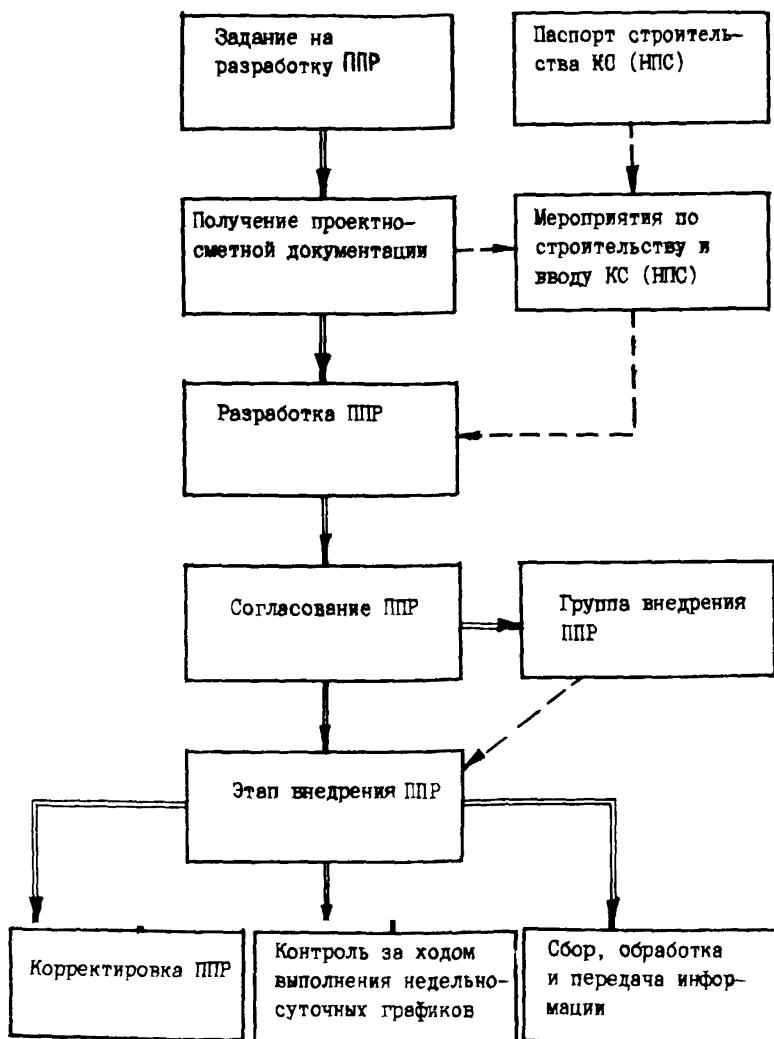 Задание на
разработку ППР
Паспорт строитель-
ства КС (НПС)
Получение проектно-
сметной документации
Мероприятия по
строительству и
вводу КС (НПС)
Разработка ППР
Согласование ППР
Группа внедрения
ППР
Этап внедрения ППР
Корректировка ППР
Контроль за ходом
выполнения недельно-
суточных графиков
Сбор, обработка
и передача инфор-
мации